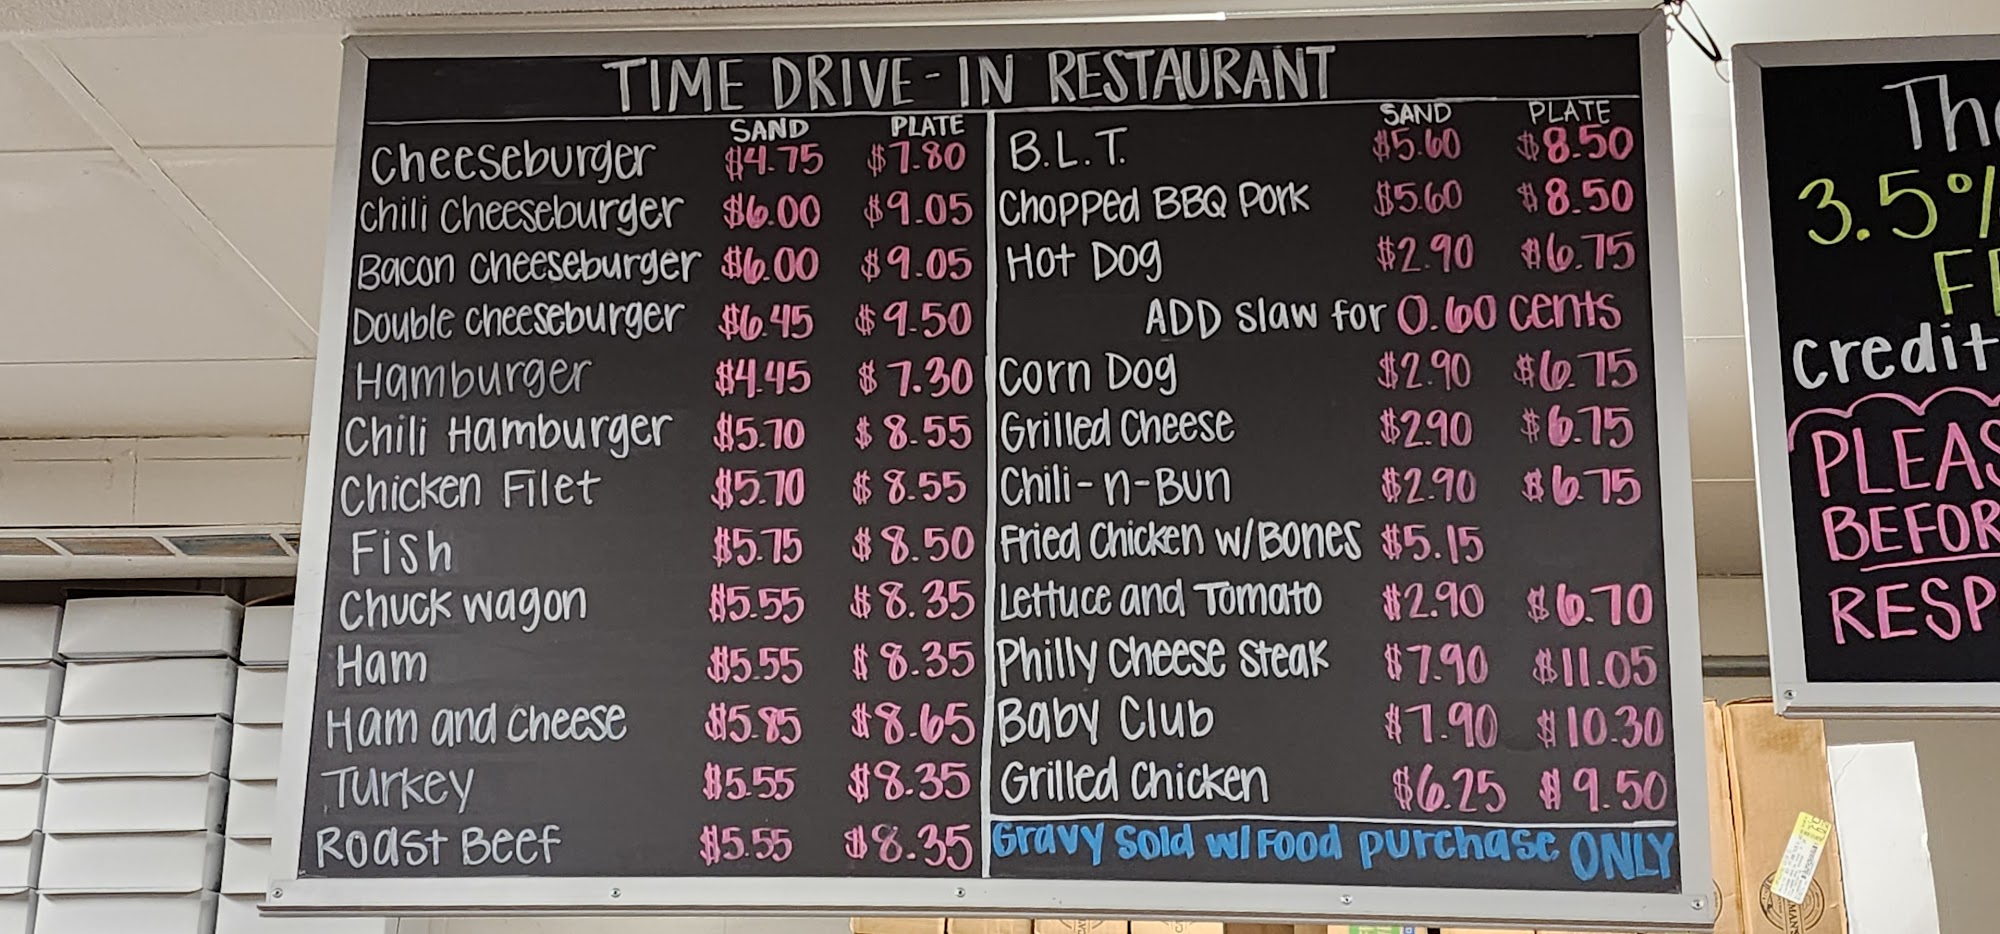 TIME DRIVE-IN RESTAURANT
SAND PLATE
Cheeseburger $4.75 $7.80
Chili Cheeseburger $6.00 $9.05
Bacon Cheeseburger $6.00 $9.05
Double Cheeseburger $6.45 $9.50
Hamburger $4.45 $7.30
Chili Hamburger $5.70 $8.55
Chicken Filet $5.70 $8.55
Fish $5.75 $8.50
Chuck wagon $5.55 $8.35
Ham $5.55 $8.35
Ham and Cheese $5.85 $8.65
Turkey $5.55 $8.35
Roast Beef $5.55 $8.35
SAND PLATE
B.L.T. $5.60 $8.50
Chopped BBQ Pork $5.60 $8.50
Hot Dog $2.90 $6.75
ADD slaw for 0.60 cents
Corn Dog $2.90 $6.75
Grilled Cheese $2.90 $6.75
Chili-n-Bun $2.90 $6.75
Fried Chicken w/Bones $5.15
Lettuce and Tomato $2.90 $6.70
Philly Cheese Steak $7.90 $11.05
Baby Club $7.90 $10.30
Grilled Chicken $6.25 $9.50
Gravy Sold w/Food purchase ONLY
The
3.5%
FE
credit
PLEAS
BEFOR
RESP